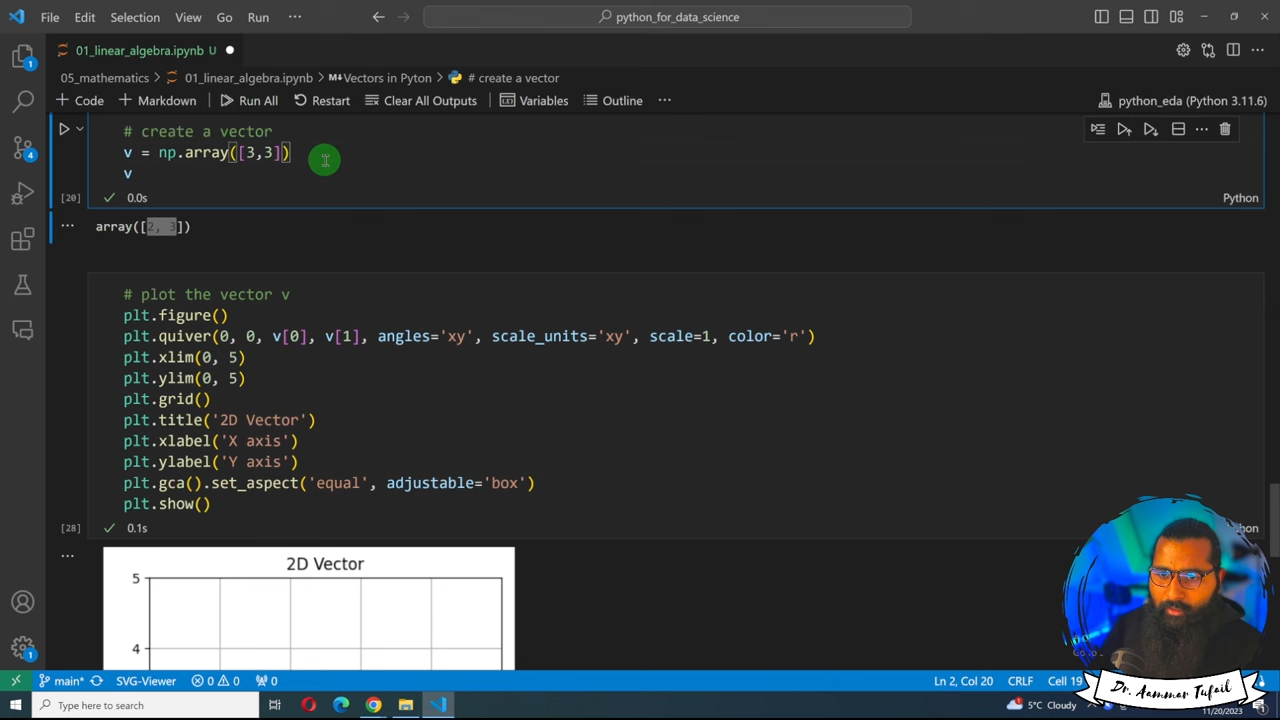 File Edit Selection View Go Run ··· python_for_data_science
01_linear_algebra.ipynb U
05_mathematics > 01_linear_algebra.ipynb > M↓Vectors in Pyton > # create a vector
+ Code + Markdown Run All Restart Clear All Outputs Variables Outline ··· python_eda (Python 3.11.6)
# create a vector
v = np.array([3,3])
v
[20] 0.0s Python
array([2, 3])
# plot the vector v
plt.figure()
plt.quiver(0, 0, v[0], v[1], angles='xy', scale_units='xy', scale=1, color='r')
plt.xlim(0, 5)
plt.ylim(0, 5)
plt.grid()
plt.title('2D Vector')
plt.xlabel('X axis')
plt.ylabel('Y axis')
plt.gca().set_aspect('equal', adjustable='box')
plt.show()
[28] 0.1s
2D Vector
5
4
main* SVG-Viewer 0 0 0 Ln 2, Col 20 CRLF Cell 19
Type here to search 5°C Cloudy 11/20/2023
Dr. Aammar Tufail
1
4
1
1